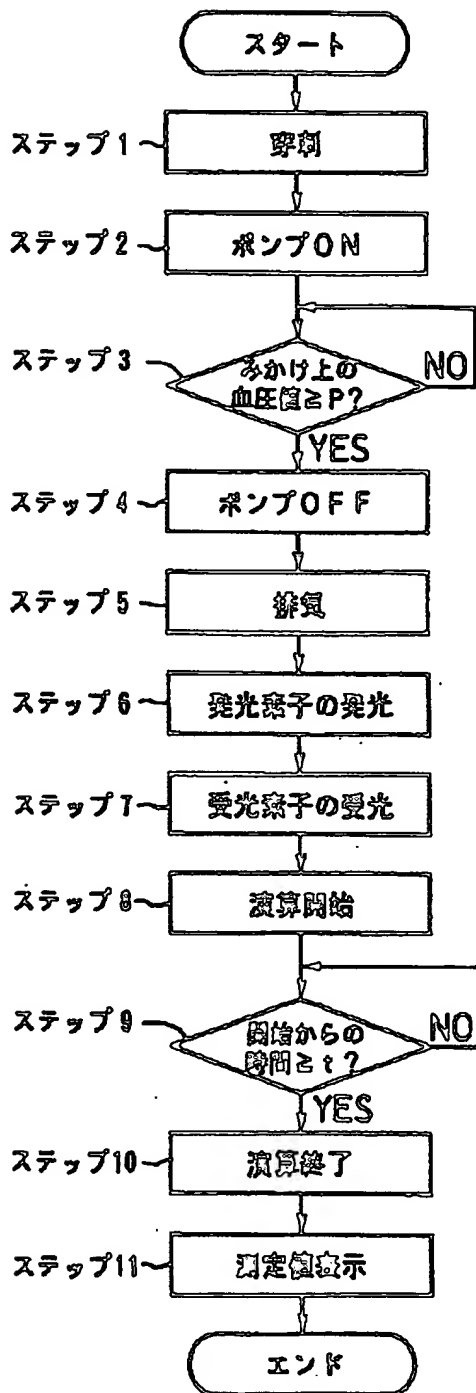 スタート
ステップ1
穿刺
ステップ2
ポンプON
ステップ3
みかけ上の
血圧値≧P?
NO
YES
ステップ4
ポンプOFF
ステップ5
排気
ステップ6
発光素子の発光
ステップ7
受光素子の受光
ステップ8
演算開始
ステップ9
開始からの
時間≧t?
NO
YES
ステップ10
演算終了
ステップ11
測定値表示
エンド